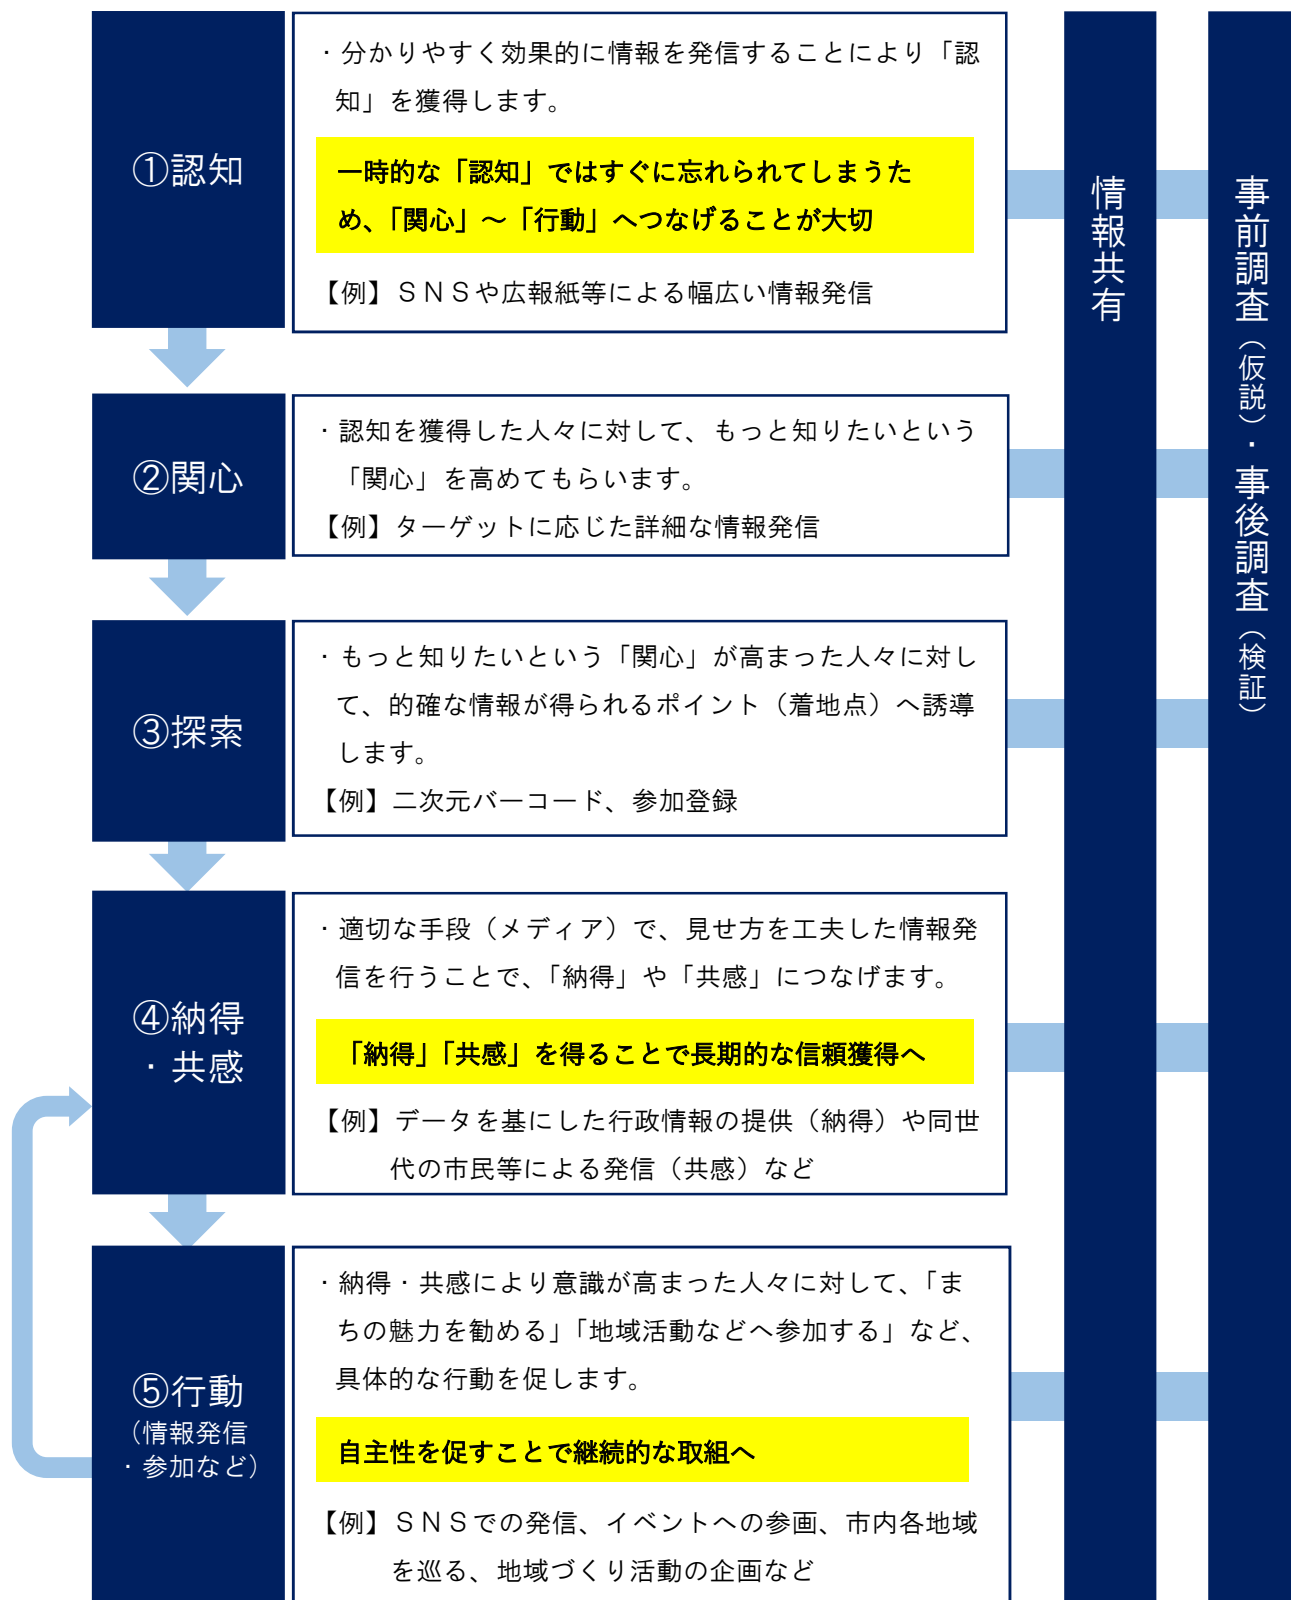 ①認知
・分かりやすく効果的に情報を発信することにより「認
知」を獲得します。
一時的な「認知」ではすぐに忘れられてしまうた
め、「関心」～「行動」へつなげることが大切
【例】ＳＮＳや広報紙等による幅広い情報発信
②関心
・認知を獲得した人々に対して、もっと知りたいという
「関心」を高めてもらいます。
【例】ターゲットに応じた詳細な情報発信
③探索
・もっと知りたいという「関心」が高まった人々に対し
て、的確な情報が得られるポイント（着地点）へ誘導
します。
【例】二次元バーコード、参加登録
④納得
・共感
・適切な手段（メディア）で、見せ方を工夫した情報発
信を行うことで、「納得」や「共感」につなげます。
「納得」「共感」を得ることで長期的な信頼獲得へ
【例】データを基にした行政情報の提供（納得）や同世
代の市民等による発信（共感）など
⑤行動
（情報発信
・参加など）
・納得・共感により意識が高まった人々に対して、「ま
ちの魅力を勧める」「地域活動などへ参加する」など、
具体的な行動を促します。
自主性を促すことで継続的な取組へ
【例】ＳＮＳでの発信、イベントへの参画、市内各地域
を巡る、地域づくり活動の企画など
情報共有
事前調査（仮説）・事後調査（検証）